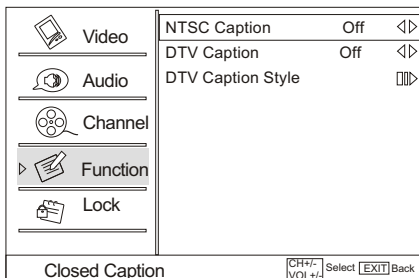 Video
Audio
Channel
Function
Lock
NTSC Caption Off
DTV Caption Off
DTV Caption Style
Closed Caption
CH+/-
VOL+/-
Select EXIT Back